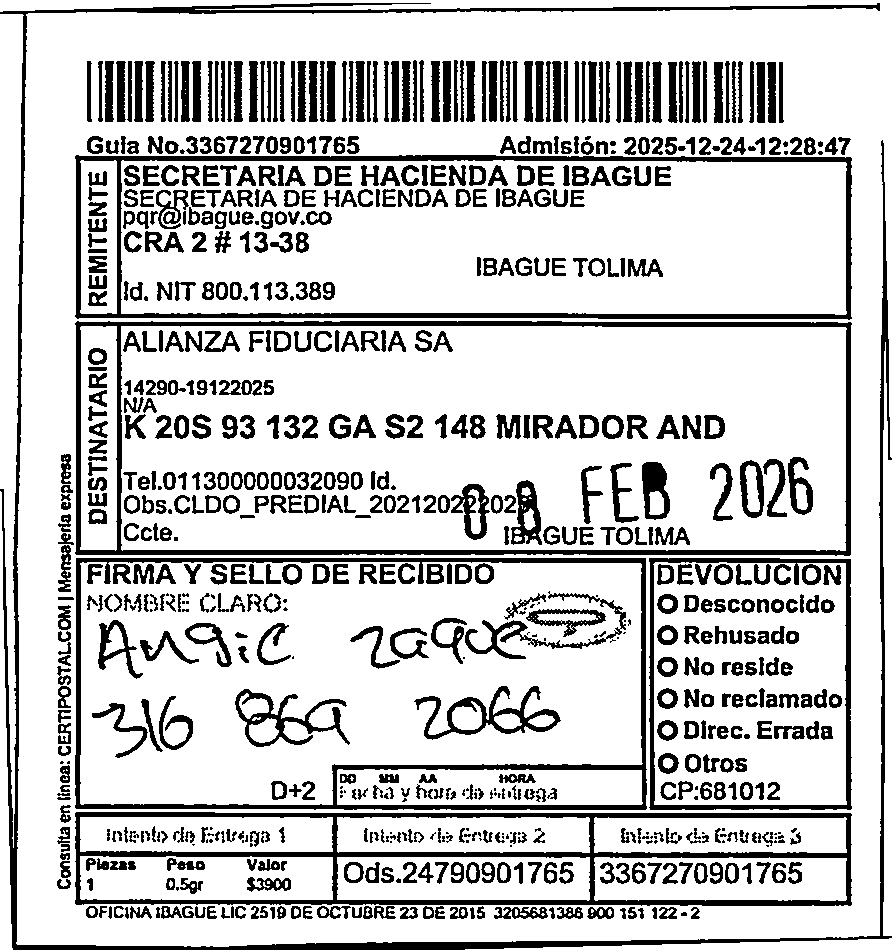 Guia No.3367270901765 Admisión: 2025-12-24-12:28:47
REMITENTE
SECRETARIA DE HACIENDA DE IBAGUE
SECRETARIA DE HACIENDA DE IBAGUE
pqr@ibague.gov.co
CRA 2 # 13-38
IBAGUE TOLIMA
Id. NIT 800.113.389
DESTINATARIO
ALIANZA FIDUCIARIA SA
14290-19122025
N/A
K 20S 93 132 GA S2 148 MIRADOR AND
Tel.011300000032090 Id.
Obs.CLDO_PREDIAL_20212022202
08 FEB 2026
Ccte.
IBAGUE TOLIMA
Consulta en línea: CERTIPOSTAL.COM | Mensajería expresa
FIRMA Y SELLO DE RECIBIDO
NOMBRE CLARO:
Angie zaque
316 869 2066
D+2
DD MM AA HORA
Fecha y hora de entrega
DEVOLUCION
Desconocido
Rehusado
No reside
No reclamado
Direc. Errada
Otros
CP:681012
Intento de Entrega 1 Intento de Entrega 2 Intento de Entrega 3
Piezas Peso Valor
1 0.5gr $3900
Ods.24790901765 3367270901765
OFICINA IBAGUE LIC 2519 DE OCTUBRE 23 DE 2015 3205681386 900 151 122 - 2